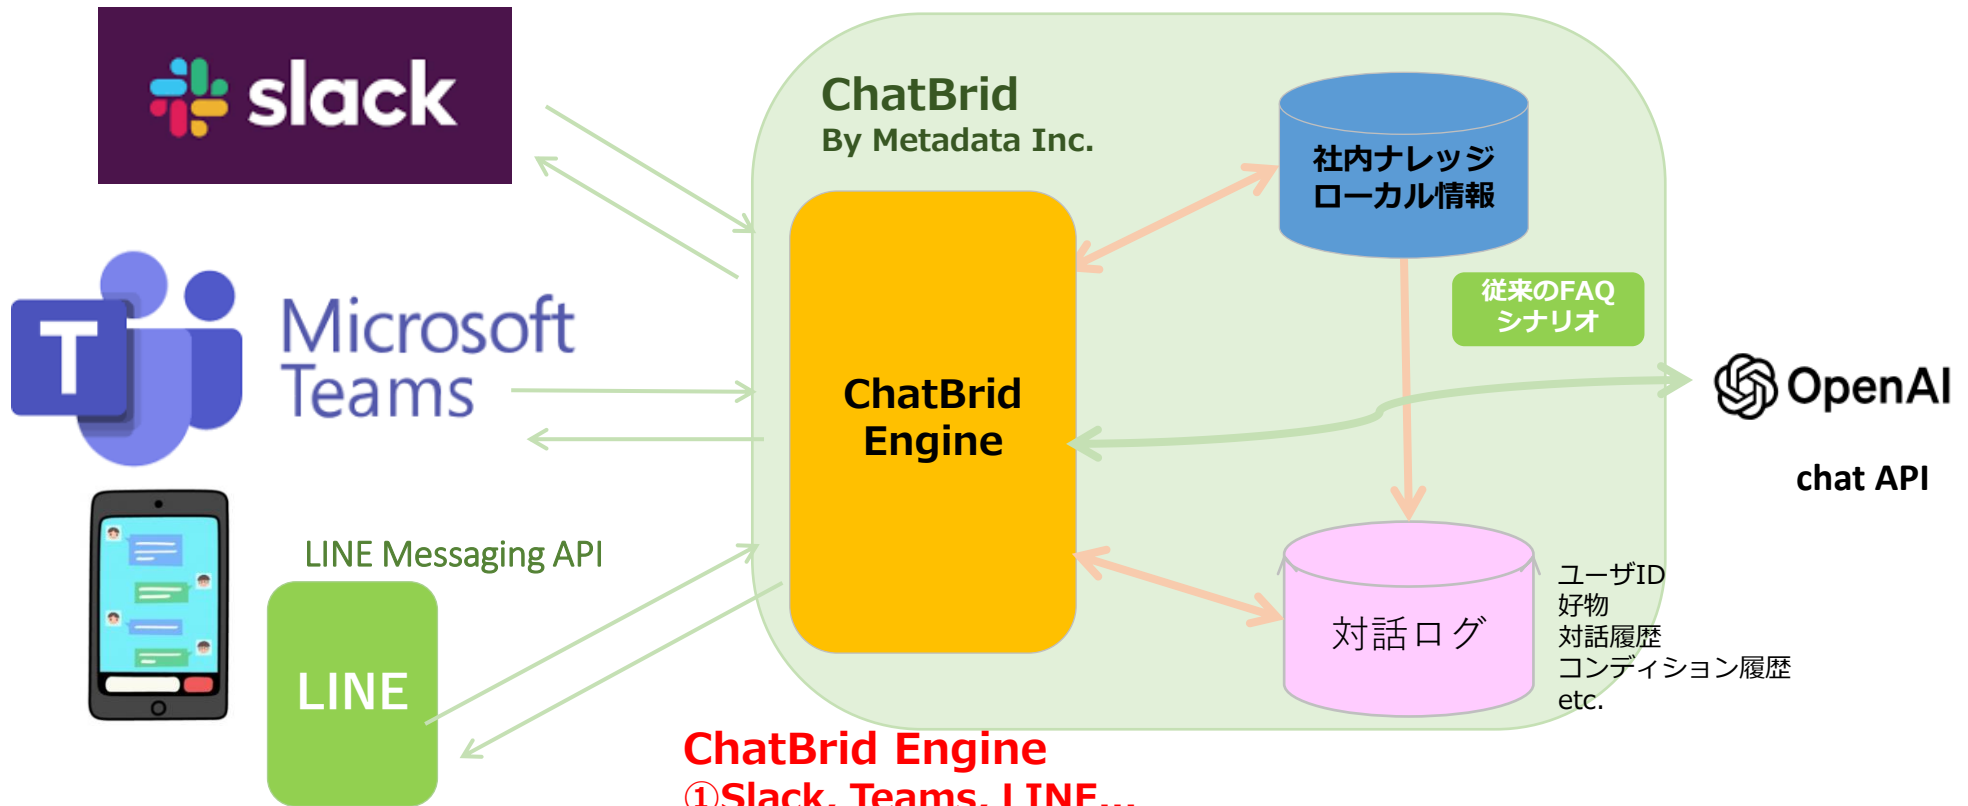 slack
ChatBrid
By Metadata Inc.
社内ナレッジ
ローカル情報
従来のFAQ
シナリオ
T
Microsoft
Teams
ChatBrid
Engine
OpenAI
chat API
LINE Messaging API
LINE
対話ログ
ユーザID
好物
対話履歴
コンディション履歴
etc.
ChatBrid Engine
①Slack, Teams, LINE…